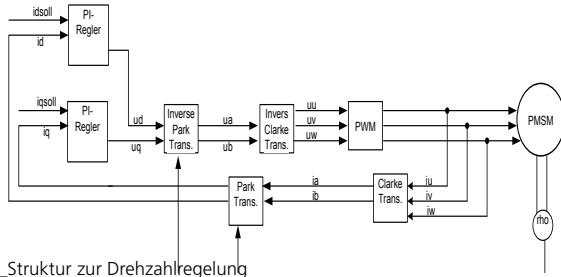 idsoll
id
PI-
Regler
iqsoll
iq
PI-
Regler
ud
uq
Inverse
Park
Trans.
ua
ub
Invers
Clarke
Trans.
uu
uv
uw
PWM
PMSM
Park
Trans.
ia
ib
Clarke
Trans.
iu
iv
iw
rho
_Struktur zur Drehzahlregelung